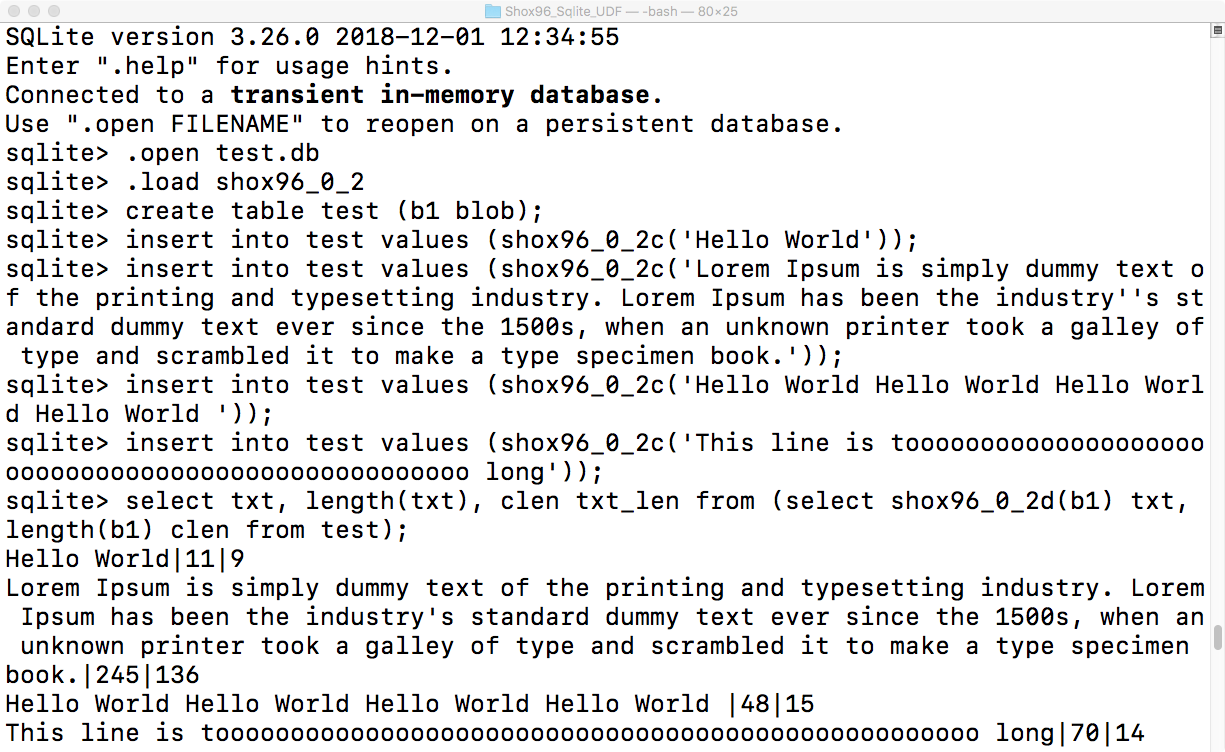 Shox96_Sqlite_UDF — -bash — 80×25
SQLite version 3.26.0 2018-12-01 12:34:55
Enter ".help" for usage hints.
Connected to a transient in-memory database.
Use ".open FILENAME" to reopen on a persistent database.
sqlite> .open test.db
sqlite> .load shox96_0_2
sqlite> create table test (b1 blob);
sqlite> insert into test values (shox96_0_2c('Hello World'));
sqlite> insert into test values (shox96_0_2c('Lorem Ipsum is simply dummy text o
f the printing and typesetting industry. Lorem Ipsum has been the industry''s st
andard dummy text ever since the 1500s, when an unknown printer took a galley of
 type and scrambled it to make a type specimen book.'));
sqlite> insert into test values (shox96_0_2c('Hello World Hello World Hello Worl
d Hello World '));
sqlite> insert into test values (shox96_0_2c('This line is toooooooooooooooooooo
ooooooooooooooooooooooooooooooo long'));
sqlite> select txt, length(txt), clen txt_len from (select shox96_0_2d(b1) txt,
length(b1) clen from test);
Hello World|11|9
Lorem Ipsum is simply dummy text of the printing and typesetting industry. Lorem
 Ipsum has been the industry's standard dummy text ever since the 1500s, when an
 unknown printer took a galley of type and scrambled it to make a type specimen
book.|245|136
Hello World Hello World Hello World Hello World |48|15
This line is tooooooooooooooooooooooooooooooooooooooooooooooooooo long|70|14